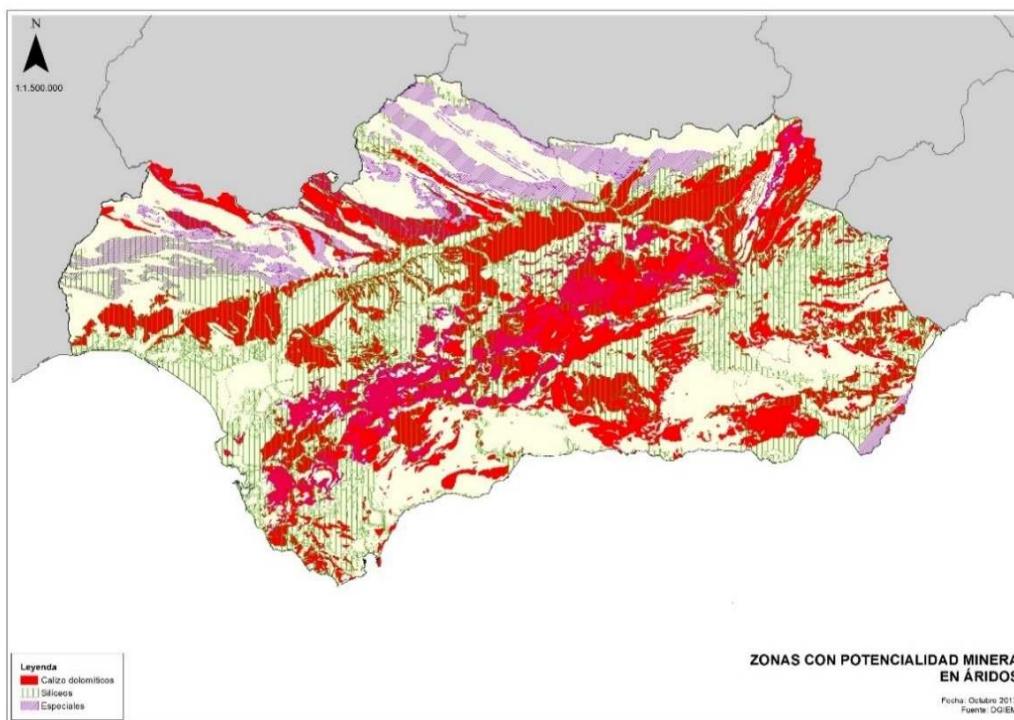 N
1:1.500.000
Leyenda
Calizo dolomíticos
Silíceos
Especiales
ZONAS CON POTENCIALIDAD MINERA
EN ÁRIDOS
Fecha: Octubre
Fuente: DGIEM